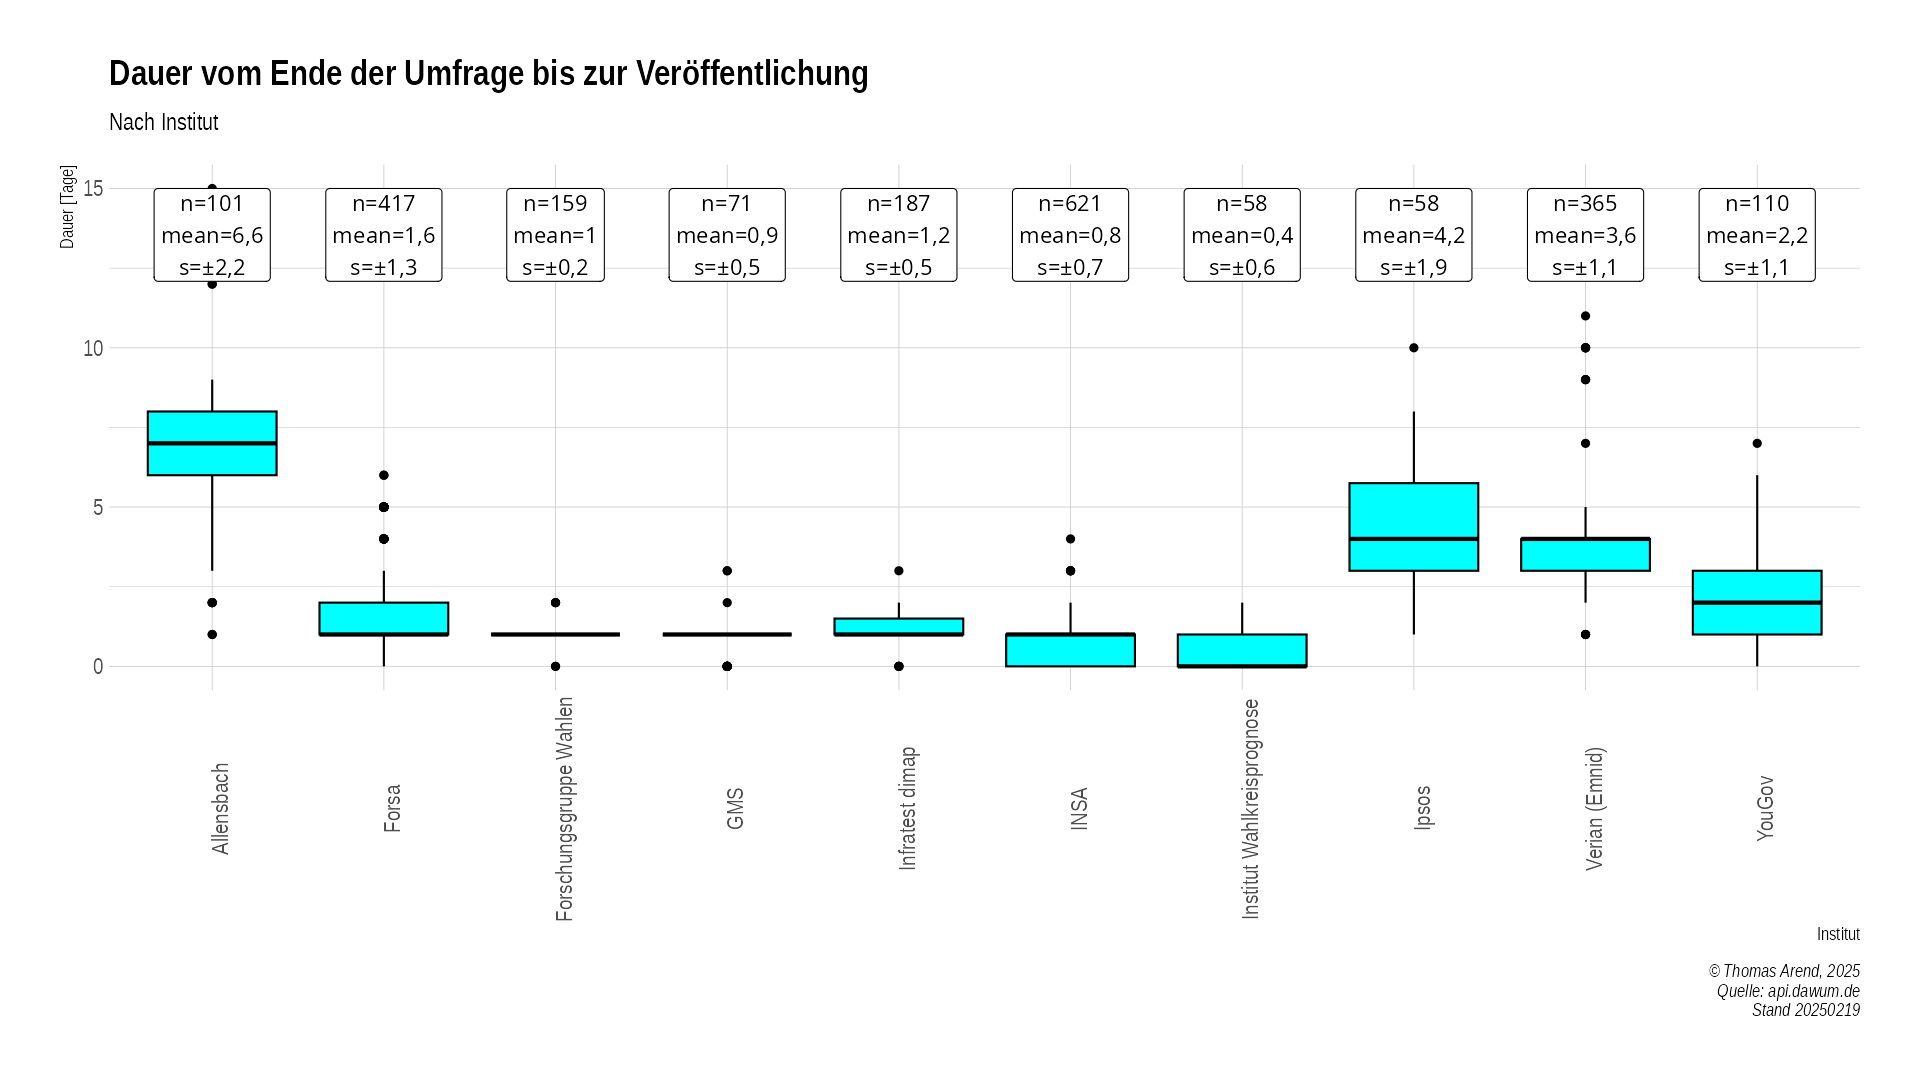 Dauer vom Ende der Umfrage bis zur Veröffentlichung
Nach Institut
Dauer [Tage]
15
10
5
0
n=101
mean=6,6
s=±2,2
n=417
mean=1,6
s=±1,3
n=159
mean=1
s=±0,2
n=71
mean=0,9
s=±0,5
n=187
mean=1,2
s=±0,5
n=621
mean=0,8
s=±0,7
n=58
mean=0,4
s=±0,6
n=58
mean=4,2
s=±1,9
n=365
mean=3,6
s=±1,1
n=110
mean=2,2
s=±1,1
Allensbach
Forsa
Forschungsgruppe Wahlen
GMS
Infratest dimap
INSA
Institut Wahlkreisprognose
Ipsos
Verian (Emnid)
YouGov
Institut
© Thomas Arend, 2025
Quelle: api.dawum.de
Stand 20250219